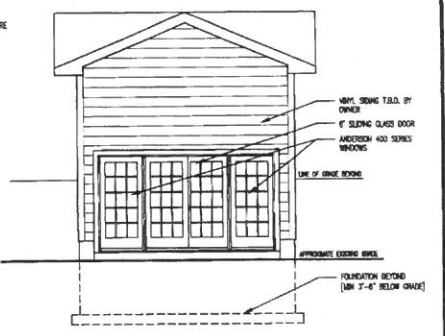 RE
VINYL SIDING T.B.D. BY
OWNER
6" SLIDING GLASS DOOR
ANDERSON 400 SERIES
WINDOWS
LINE OF GRADE BEYOND
APPROXIMATE EXISTING GRADE
FOUNDATION BEYOND
[MIN 3'-6" BELOW GRADE]